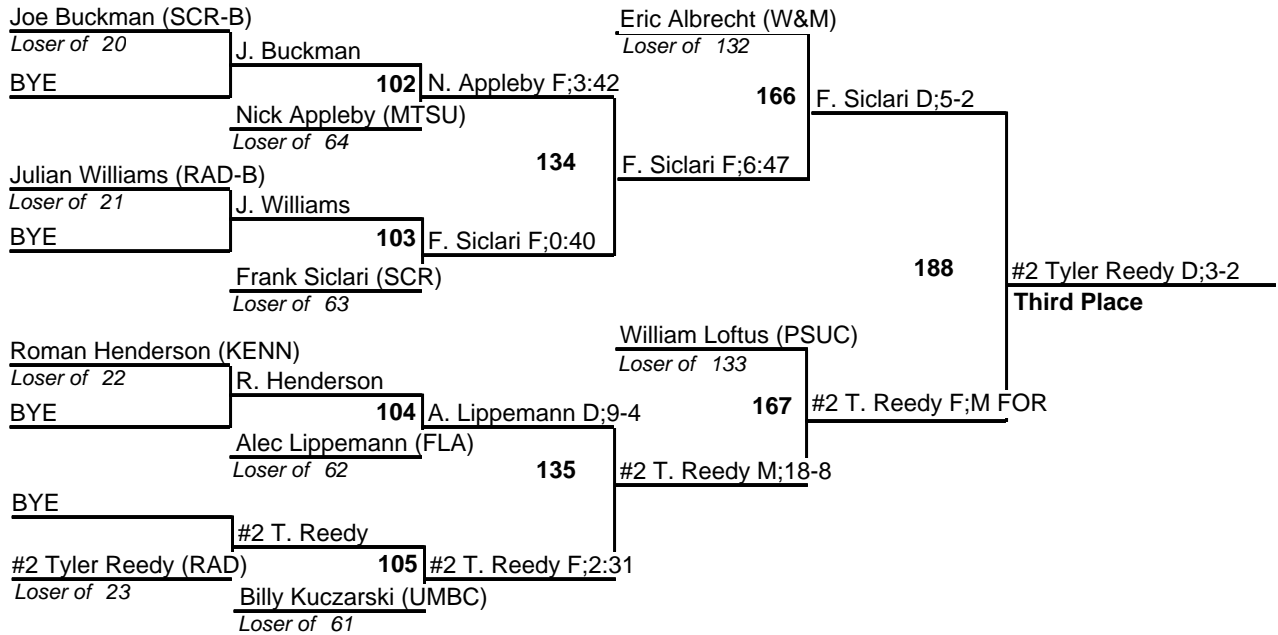 Joe Buckman (SCR-B)
Loser of 20
BYE
J. Buckman
102
Nick Appleby (MTSU)
Loser of 64
N. Appleby F;3:42
Julian Williams (RAD-B)
Loser of 21
BYE
J. Williams
103
Frank Siclari (SCR)
Loser of 63
F. Siclari F;0:40
134
Eric Albrecht (W&M)
Loser of 132
F. Siclari F;6:47
166
F. Siclari D;5-2
Roman Henderson (KENN)
Loser of 22
BYE
R. Henderson
104
Alec Lippemann (FLA)
Loser of 62
A. Lippemann D;9-4
BYE
#2 Tyler Reedy (RAD)
Loser of 23
#2 T. Reedy
105
Billy Kuczarski (UMBC)
Loser of 61
#2 T. Reedy F;2:31
135
William Loftus (PSUC)
Loser of 133
#2 T. Reedy M;18-8
167
#2 T. Reedy F;M FOR
188
#2 Tyler Reedy D;3-2
Third Place